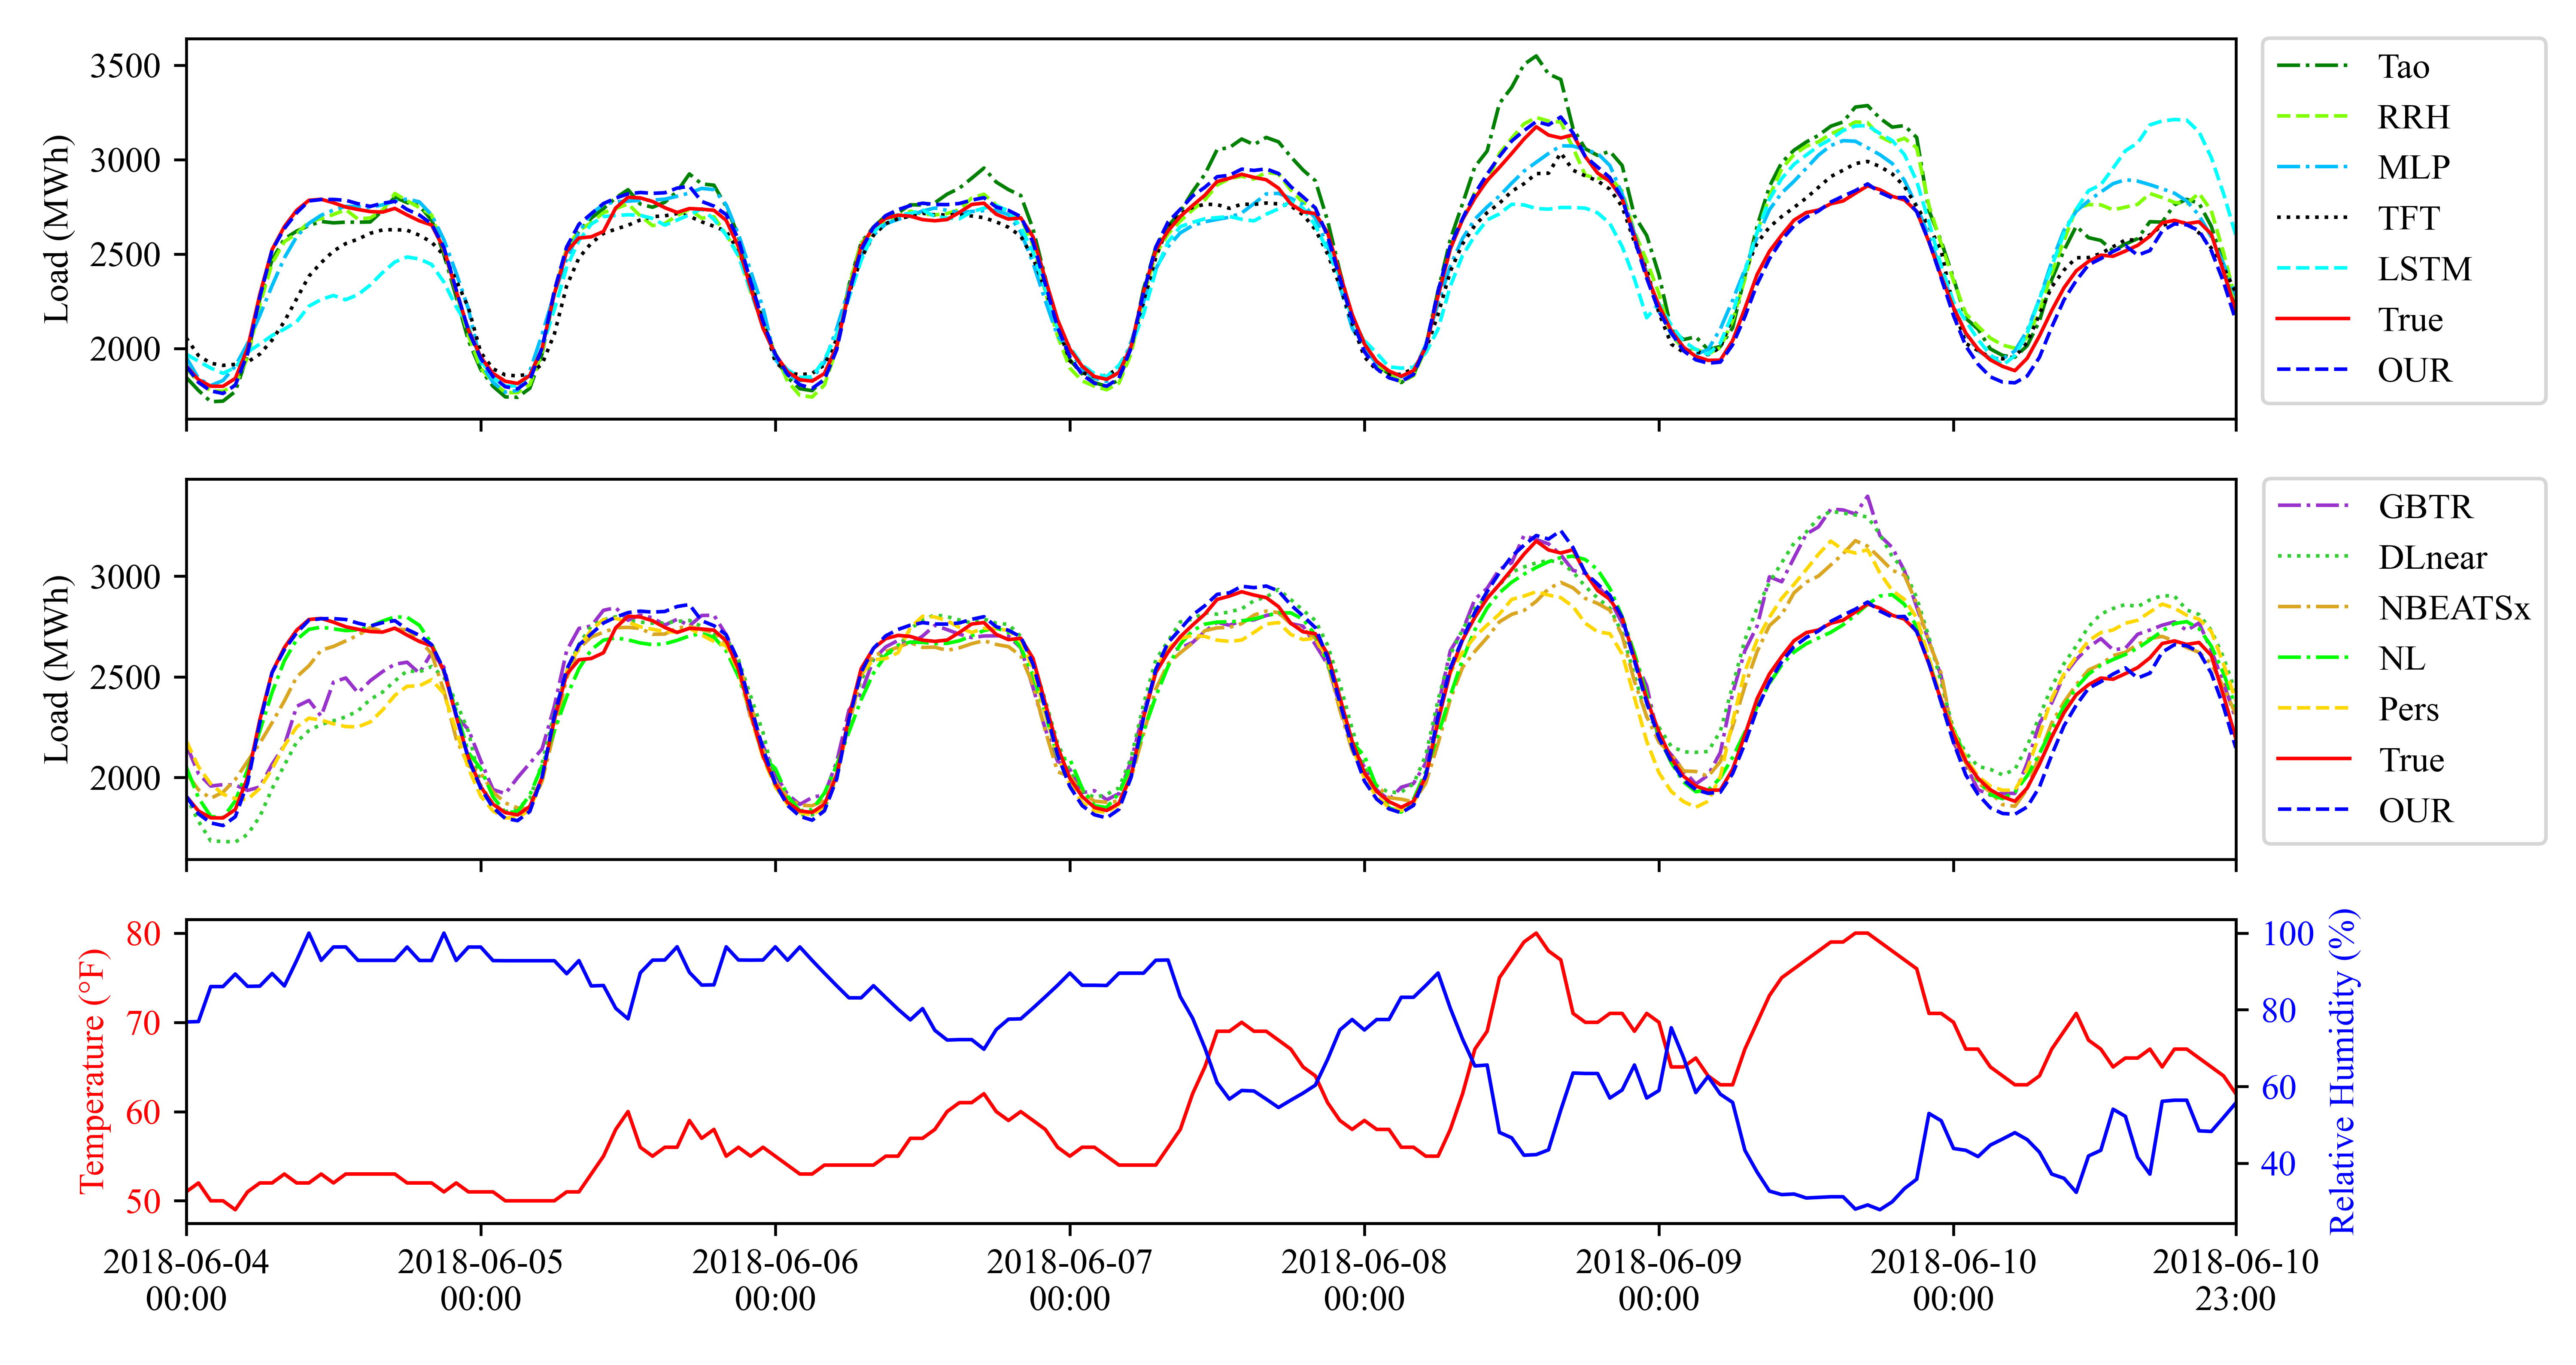 Load (MWh)
3500
3000
2500
2000
Tao
RRH
MLP
TFT
LSTM
True
OUR
Load (MWh)
3000
2500
2000
GBTR
DLnear
NBEATSx
NL
Pers
True
OUR
Temperature (°F)
80
70
60
50
100
80
60
40
Relative Humidity (%)
2018-06-04
00:00
2018-06-05
00:00
2018-06-06
00:00
2018-06-07
00:00
2018-06-08
00:00
2018-06-09
00:00
2018-06-10
00:00
2018-06-10
23:00